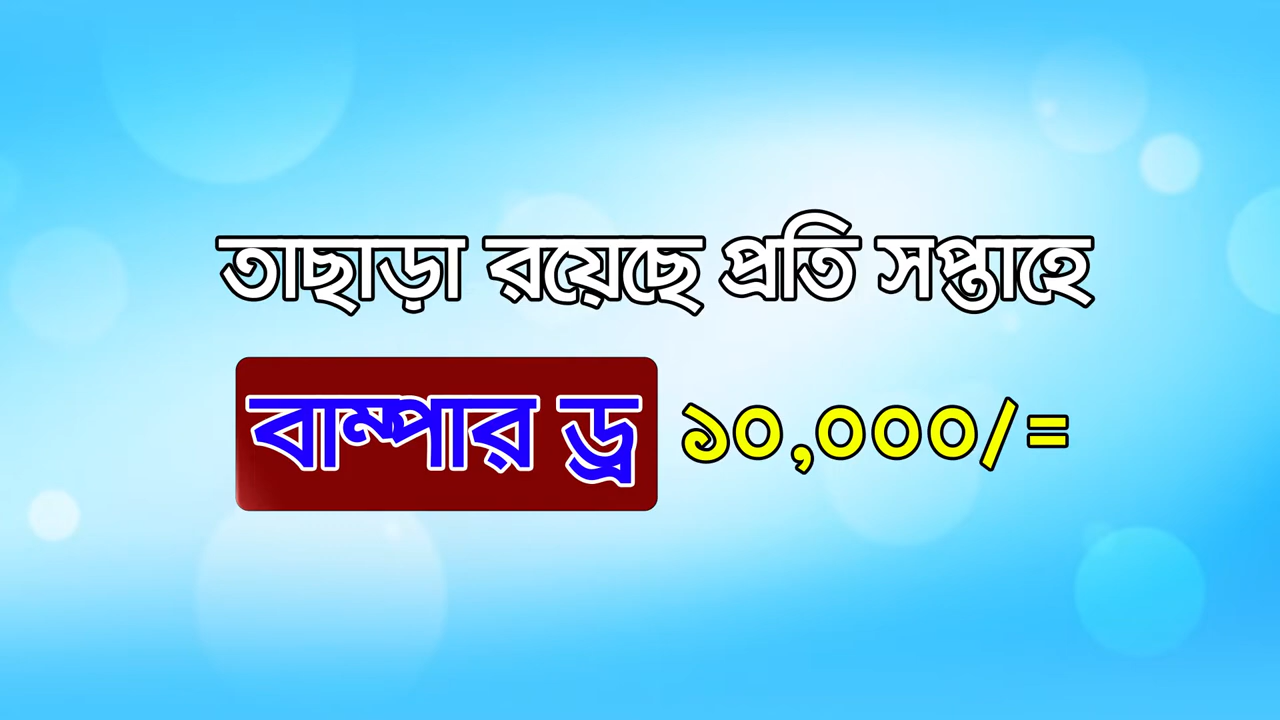 তাছাড়া রয়েছে প্রতি সপ্তাহে
বাম্পার ড্র ১০,০০০/=